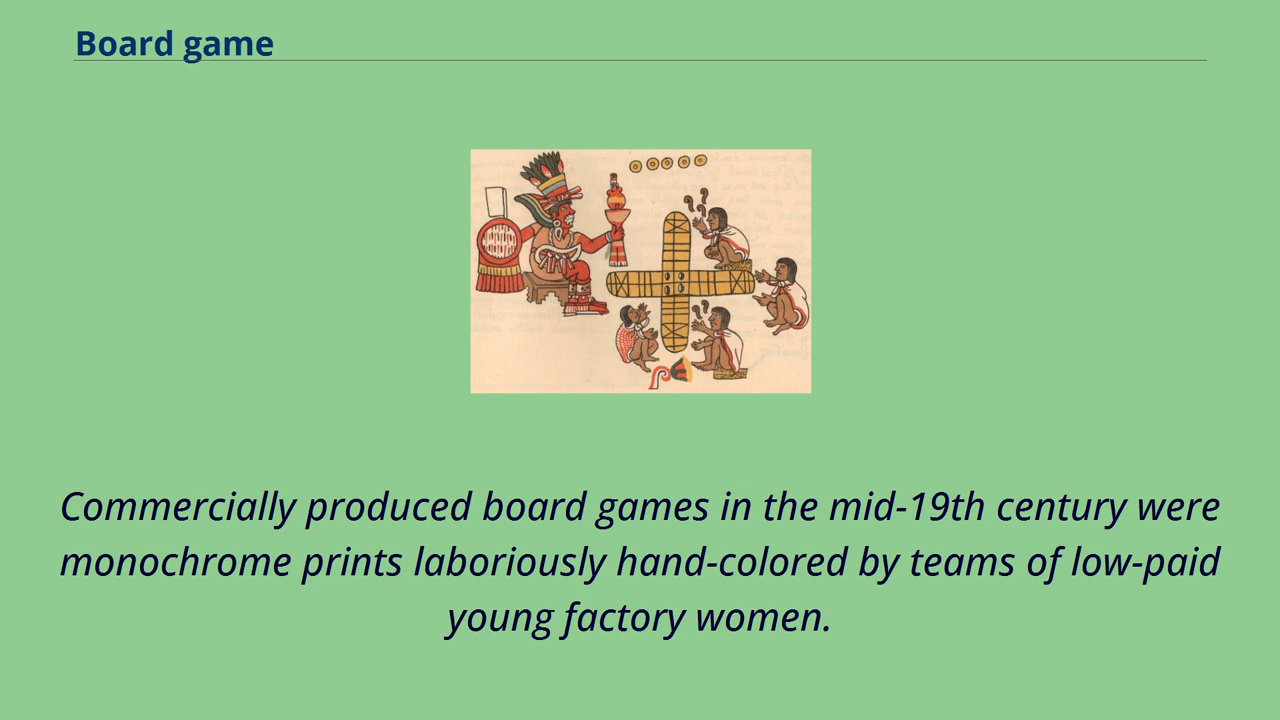 Board game
Commercially produced board games in the mid-19th century were
monochrome prints laboriously hand-colored by teams of low-paid
young factory women.